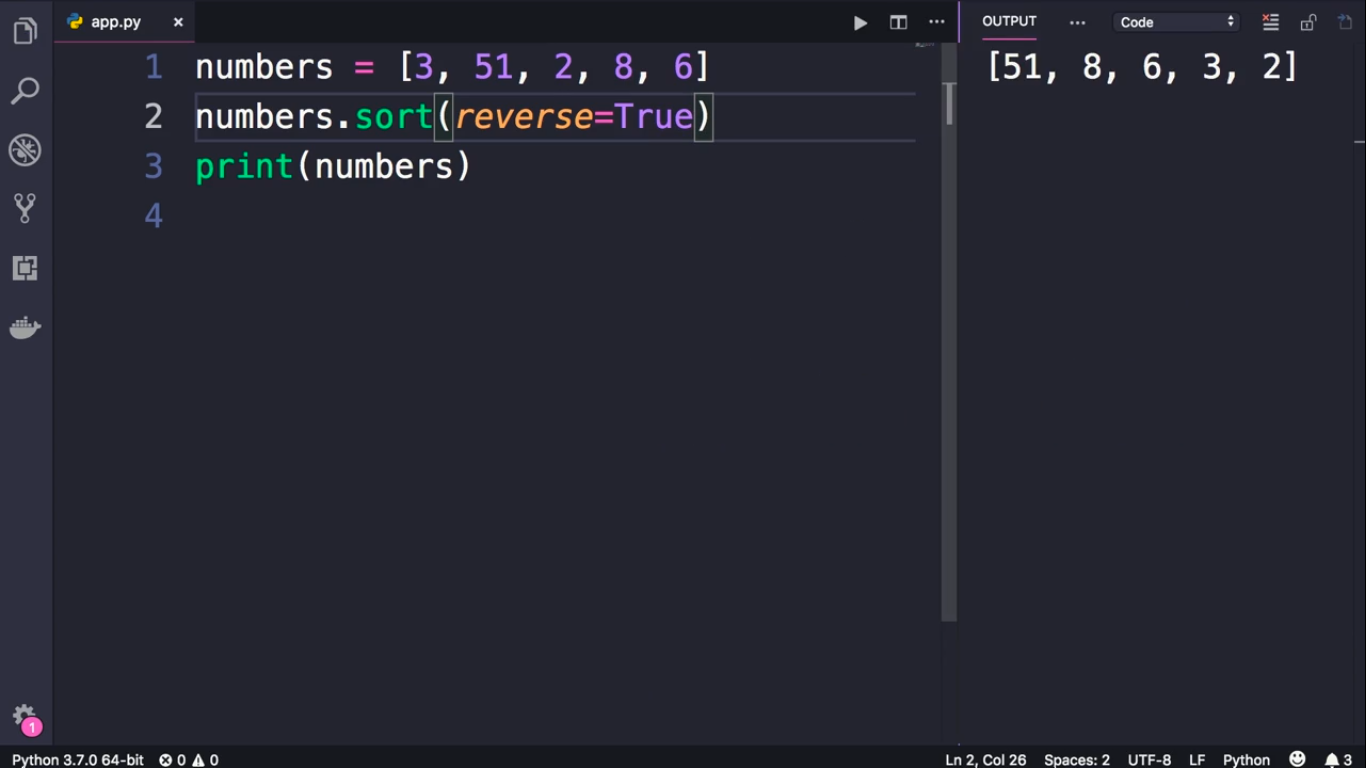 app.py
OUTPUT
Code
1 numbers = [3, 51, 2, 8, 6]
2 numbers.sort(reverse=True)
3 print(numbers)
4
[51, 8, 6, 3, 2]
1
Python 3.7.0 64-bit 0 0 Ln 2, Col 26 Spaces: 2 UTF-8 LF Python 3